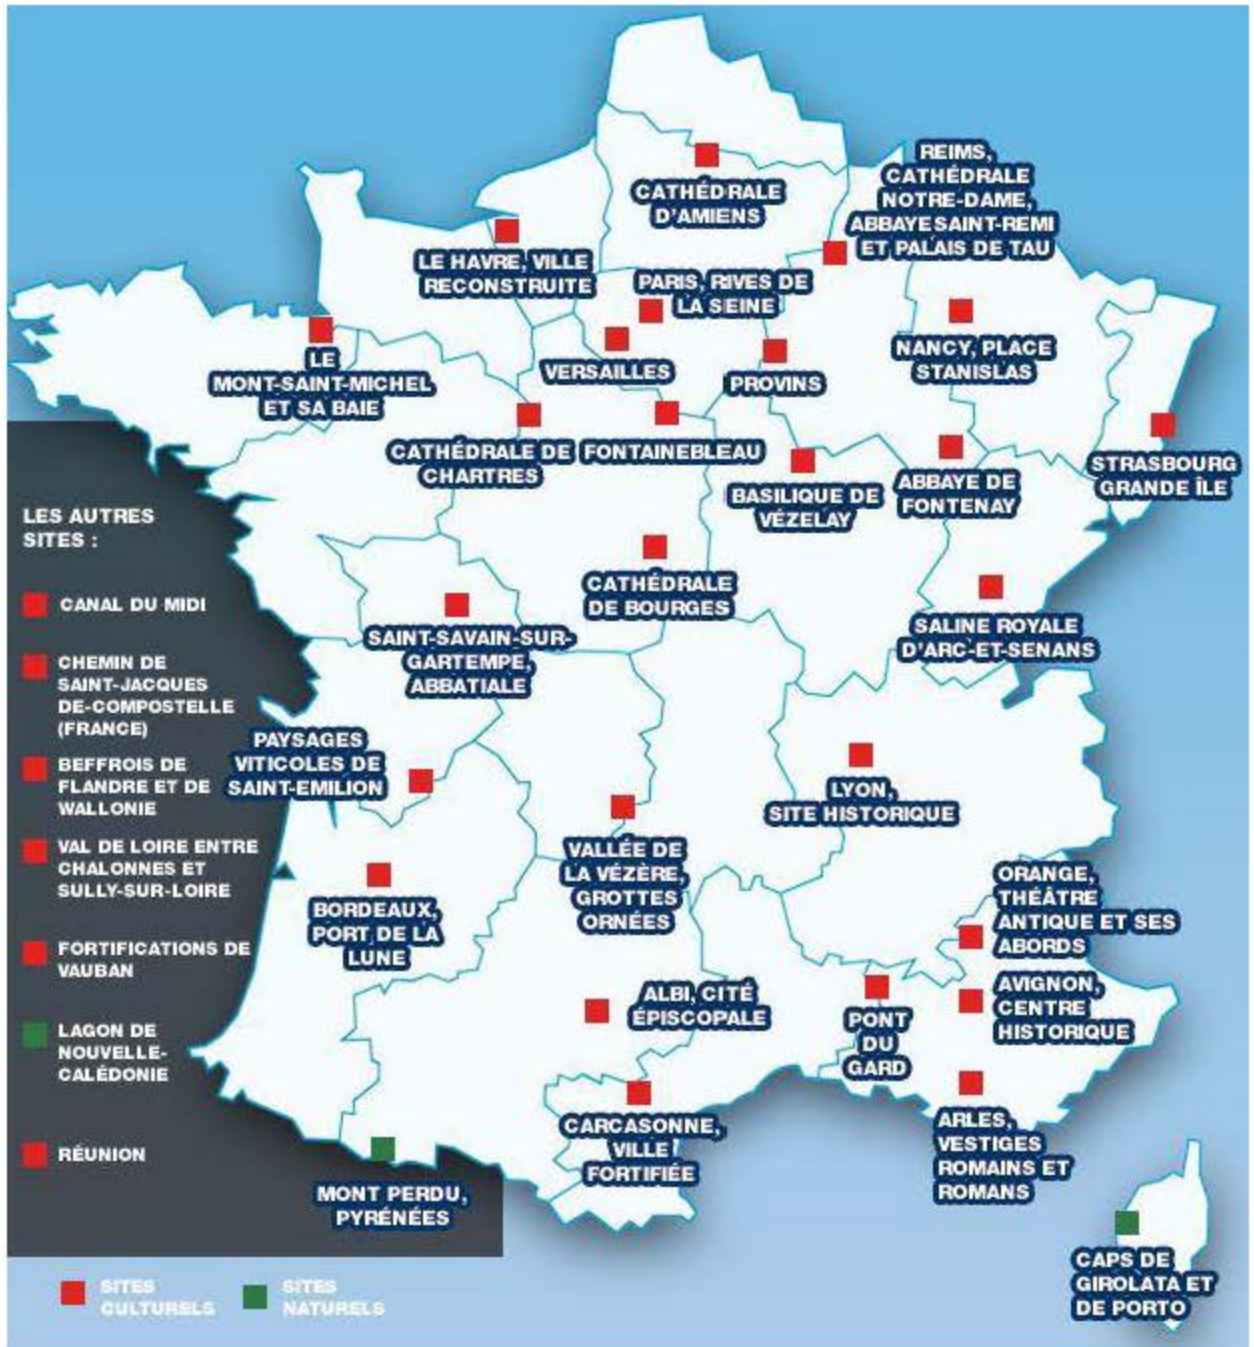 CATHÉDRALE
D'AMIENS
REIMS,
CATHÉDRALE
NOTRE-DAME,
ABBAYE SAINT-REMI
ET PALAIS DE TAU
LE HAVRE, VILLE
RECONSTRUITE
PARIS, RIVES DE
LA SEINE
LE
MONT-SAINT-MICHEL
ET SA BAIE
VERSAILLES
PROVINS
NANCY, PLACE
STANISLAS
CATHÉDRALE DE
CHARTRES
FONTAINEBLEAU
BASILIQUE DE
VÉZELAY
ABBAYE DE
FONTENAY
STRASBOURG
GRANDE ÎLE
CATHÉDRALE
DE BOURGES
SAINT-SAVAIN-SUR-
GARTEMPE,
ABBATIALE
SALINE ROYALE
D'ARC-ET-SENANS
PAYSAGES
VITICOLES DE
SAINT-EMILION
LYON,
SITE HISTORIQUE
VALLÉE DE
LA VÉZÈRE,
GROTTES
ORNÉES
BORDEAUX,
PORT DE LA
LUNE
ORANGE,
THÉÂTRE
ANTIQUE ET SES
ABORDS
ALBI, CITÉ
ÉPISCOPALE
PONT
DU
GARD
AVIGNON,
CENTRE
HISTORIQUE
CARCASONNE,
VILLE
FORTIFIÉE
ARLES,
VESTIGES
ROMAINS ET
ROMANS
MONT PERDU,
PYRÉNÉES
CAPS DE
GIROLATA ET
DE PORTO
LES AUTRES
SITES :
CANAL DU MIDI
CHEMIN DE
SAINT-JACQUES
DE-COMPOSTELLE
(FRANCE)
BEFFROIS DE
FLANDRE ET DE
WALLONIE
VAL DE LOIRE ENTRE
CHALONNES ET
SULLY-SUR-LOIRE
FORTIFICATIONS DE
VAUBAN
LAGON DE
NOUVELLE-
CALÉDONIE
RÉUNION
SITES
CULTURELS
SITES
NATURELS